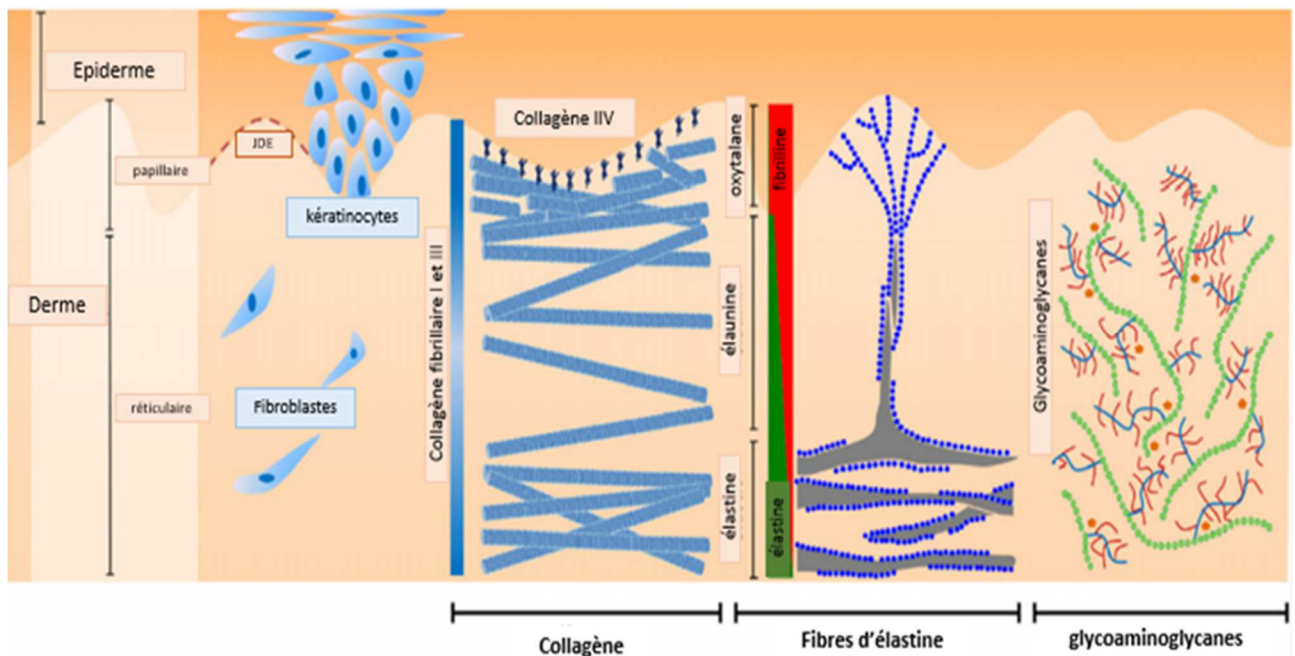 Epiderme
papillaire
JDE
kératinocytes
Derme
réticulaire
Fibroblastes
Collagène fibrillaire I et III
Collagène IIV
oxytalane
élaunine
élastine
fibrilline
élastine
Glycoaminoglycanes
Collagène
Fibres d'élastine
glycoaminoglycanes